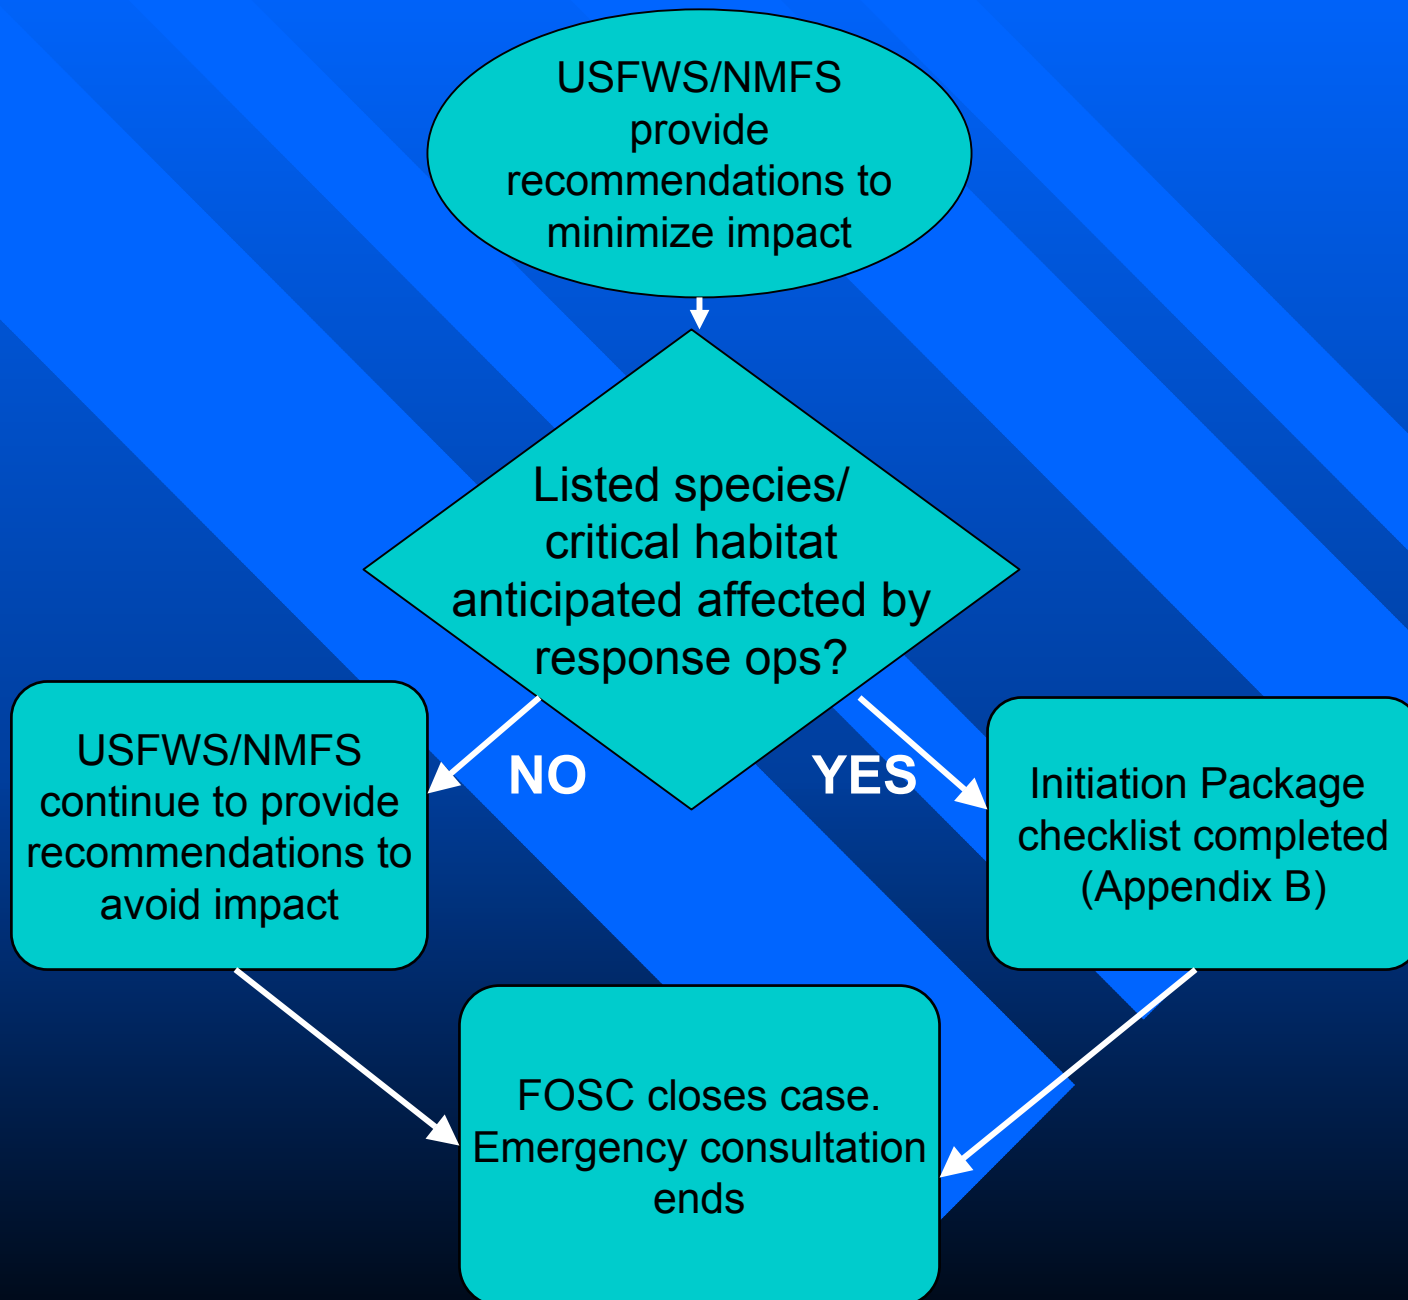 USFWS/NMFS
provide
recommendations to
minimize impact
Listed species/
critical habitat
anticipated affected by
response ops?
NO
YES
USFWS/NMFS
continue to provide
recommendations to
avoid impact
Initiation Package
checklist completed
(Appendix B)
FOSC closes case.
Emergency consultation
ends